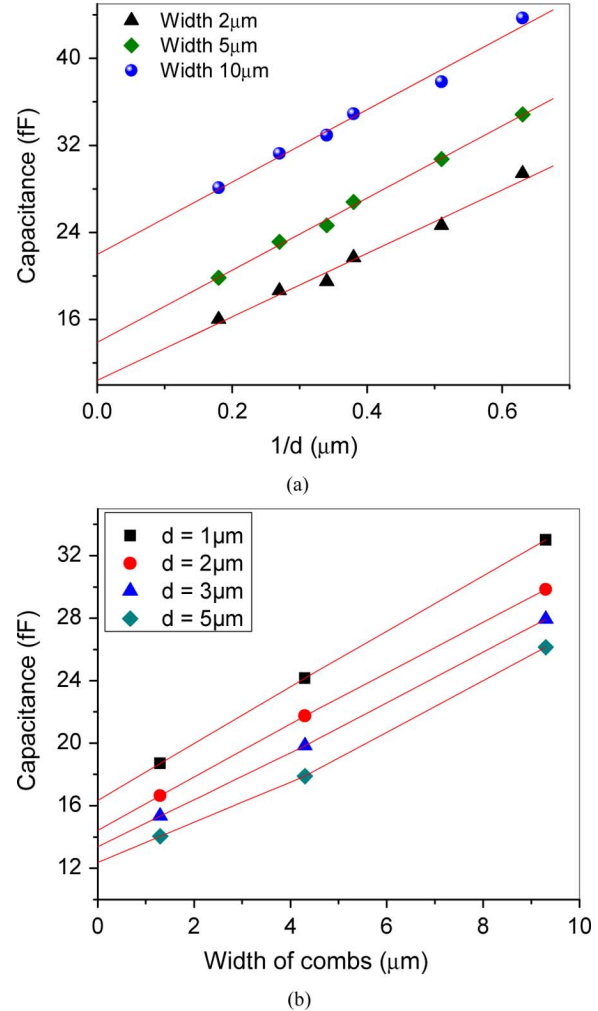 Width 2μm
Width 5μm
Width 10μm
40
32
24
16
Capacitance (fF)
0.0 0.2 0.4 0.6
1/d (μm)
(a)
d = 1μm
d = 2μm
d = 3μm
d = 5μm
32
28
24
20
16
12
Capacitance (fF)
0 2 4 6 8 10
Width of combs (μm)
(b)